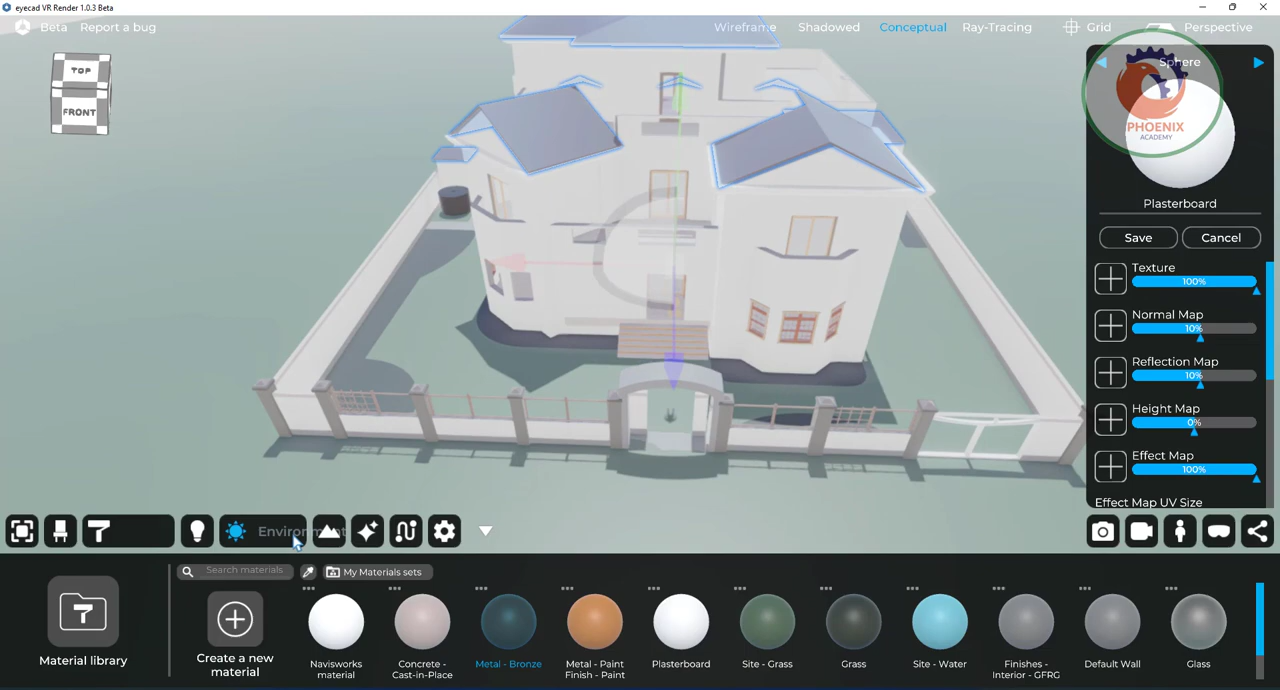 eyecad VR Render 1.0.3 Beta
Beta Report a bug
Wireframe Shadowed Conceptual Ray-Tracing Grid Perspective
TOP
FRONT
Sphere
PHOENIX
ACADEMY
Plasterboard
Save Cancel
Texture
100%
Normal Map
10%
Reflection Map
10%
Height Map
0%
Effect Map
100%
Effect Map UV Size
Environment
Search materials
My Materials sets
Material library
Create a new
material
Navisworks
material
Concrete -
Cast-in-Place
Metal - Bronze
Metal - Paint
Finish - Paint
Plasterboard
Site - Grass
Grass
Site - Water
Finishes -
Interior - GFRG
Default Wall
Glass